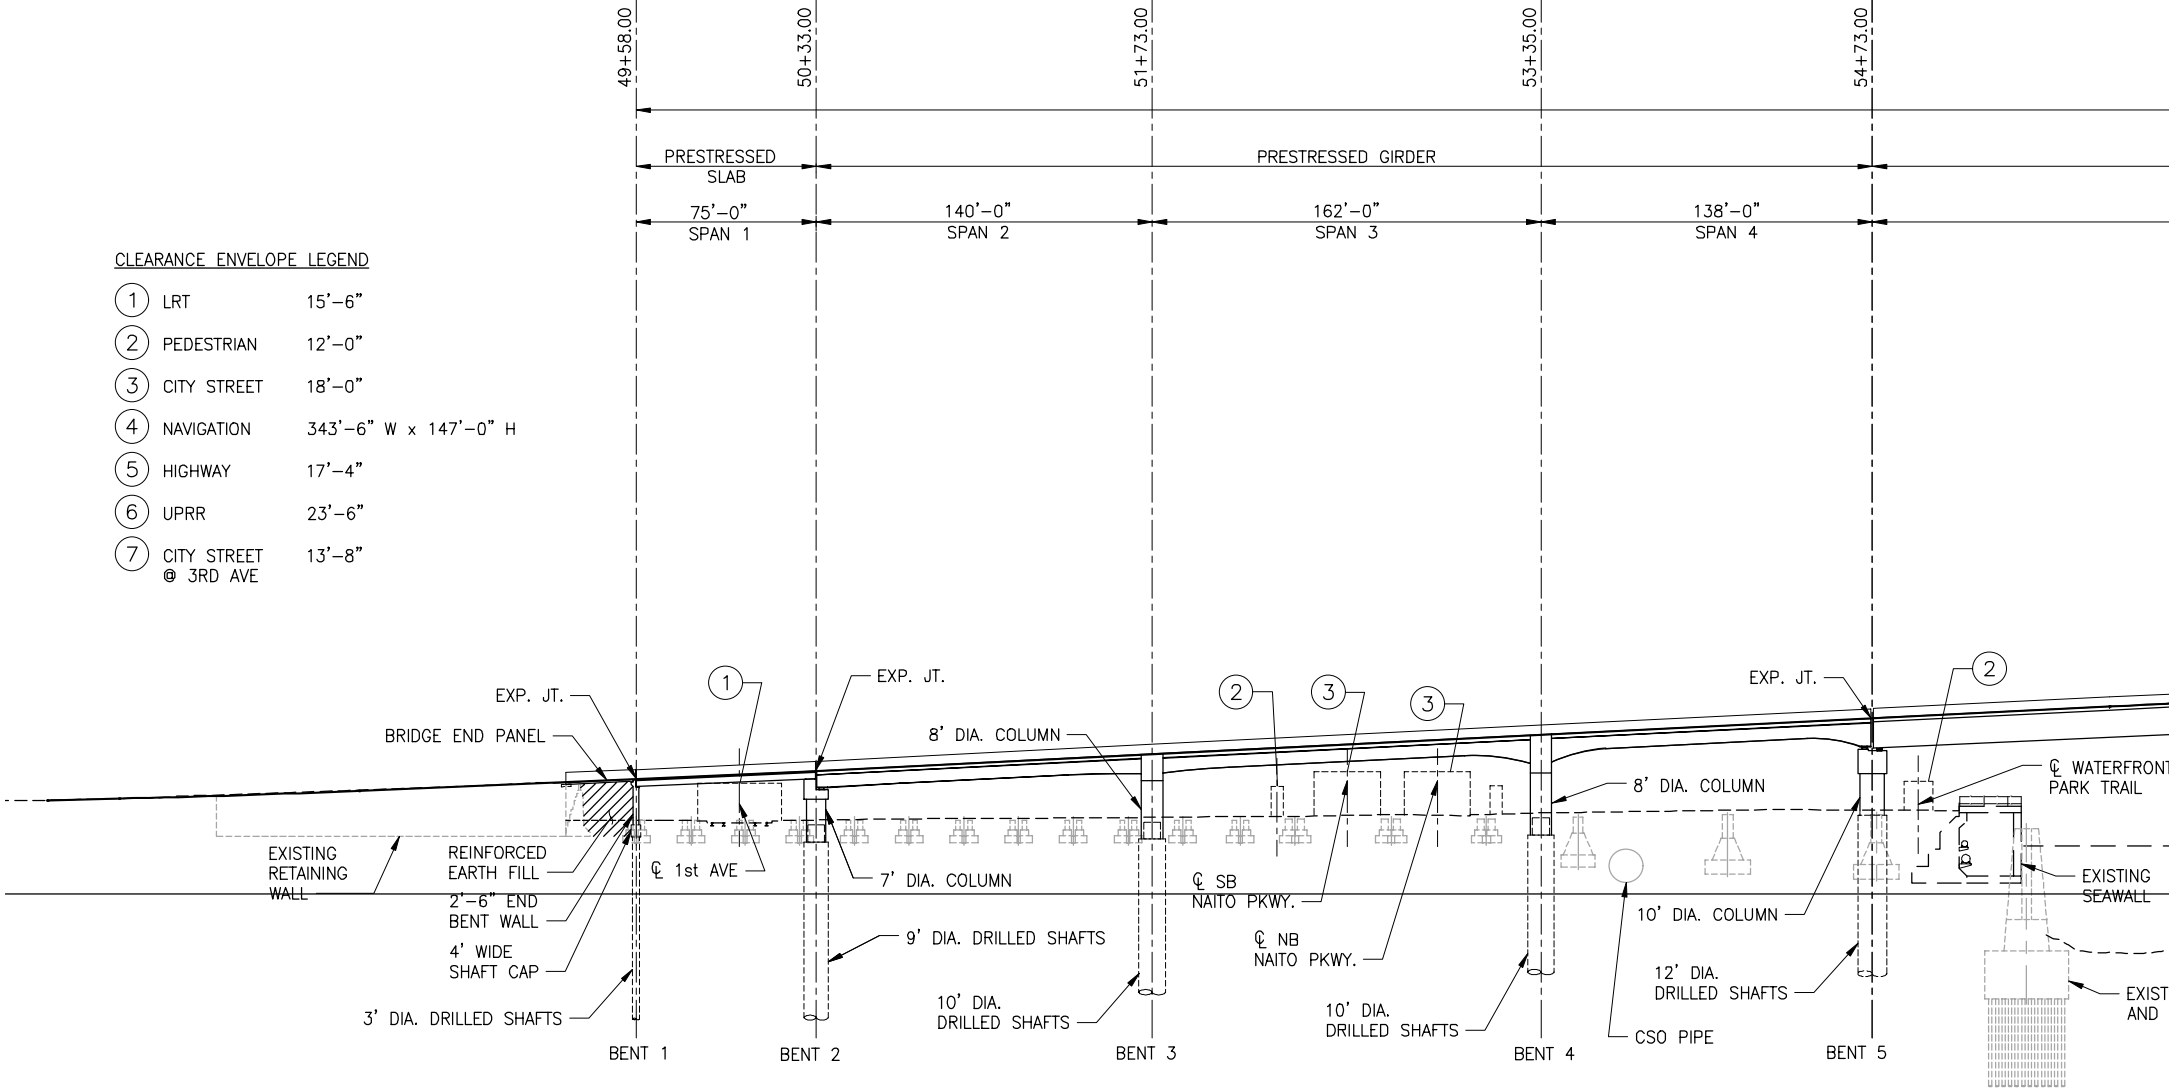 49+58.00
50+33.00
51+73.00
53+35.00
54+73.00
PRESTRESSED
SLAB
PRESTRESSED GIRDER
75'-0"
SPAN 1
140'-0"
SPAN 2
162'-0"
SPAN 3
138'-0"
SPAN 4
CLEARANCE ENVELOPE LEGEND
1 LRT 15'-6"
2 PEDESTRIAN 12'-0"
3 CITY STREET 18'-0"
4 NAVIGATION 343'-6" W x 147'-0" H
5 HIGHWAY 17'-4"
6 UPRR 23'-6"
7 CITY STREET 13'-8"
@ 3RD AVE
EXP. JT.
1
EXP. JT.
2
3
3
EXP. JT.
2
BRIDGE END PANEL
8' DIA. COLUMN
8' DIA. COLUMN
℄ WATERFRONT
PARK TRAIL
EXISTING
RETAINING
WALL
REINFORCED
EARTH FILL
2'-6" END
BENT WALL
4' WIDE
SHAFT CAP
3' DIA. DRILLED SHAFTS
℄ 1st AVE
7' DIA. COLUMN
9' DIA. DRILLED SHAFTS
10' DIA.
DRILLED SHAFTS
℄ SB
NAITO PKWY.
℄ NB
NAITO PKWY.
10' DIA.
DRILLED SHAFTS
CSO PIPE
10' DIA. COLUMN
12' DIA.
DRILLED SHAFTS
EXISTING
SEAWALL
EXIST
AND
BENT 1
BENT 2
BENT 3
BENT 4
BENT 5